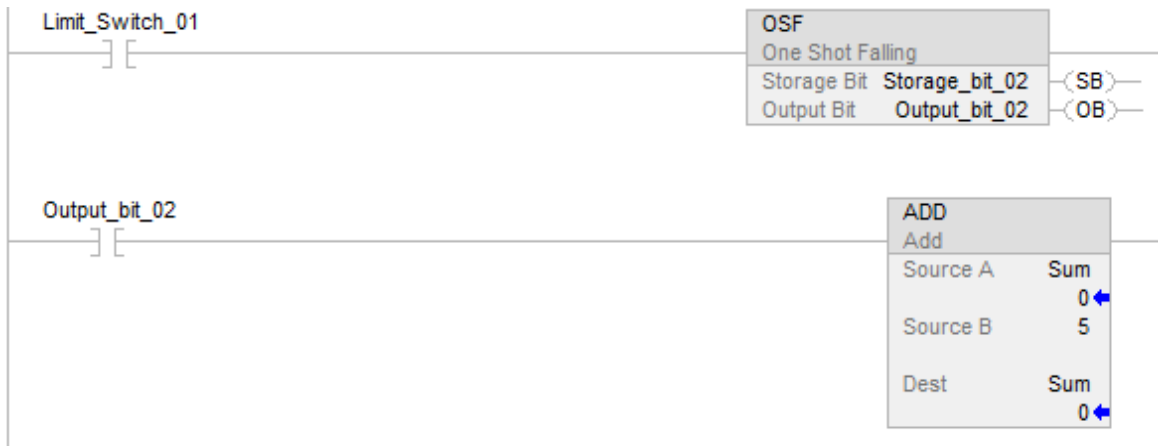 Limit_Switch_01
OSF
One Shot Falling
Storage Bit Storage_bit_02 SB
Output Bit Output_bit_02 OB
Output_bit_02
ADD
Add
Source A Sum
0
Source B 5
Dest Sum
0